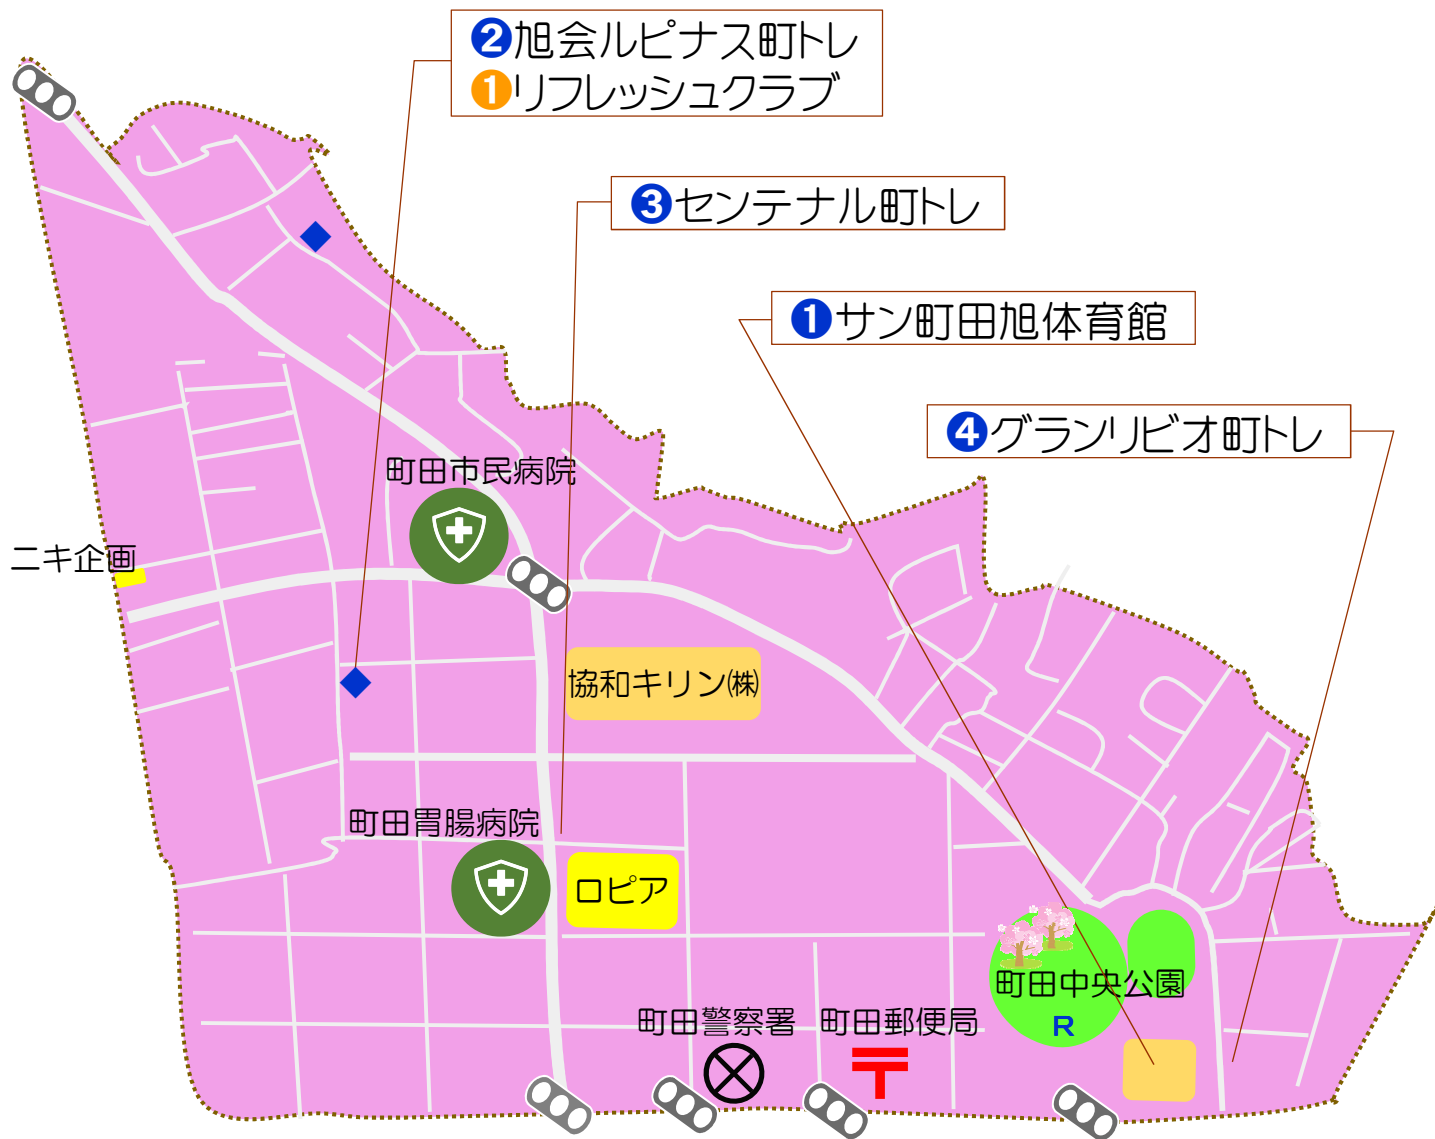 ❷旭会ルピナス町トレ
❶リフレッシュクラブ
❸センテナル町トレ
❶サン町田旭体育館
❹グランリビオ町トレ
町田市民病院
ニキ企画
協和キリン㈱
町田胃腸病院
ロピア
町田中央公園
R
町田警察署
町田郵便局